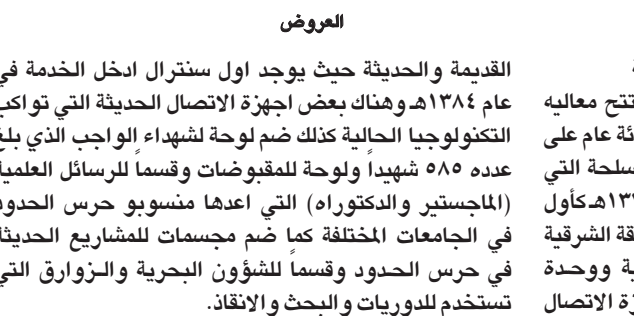 العروض
القديمة والحديثة حيث يوجد اول سنترال ادخل الخدمة في
عام ١٣٨٤هـ وهناك بعض اجهزة الاتصال الحديثة التي تواكب
التكنولوجيا الحالية كذلك ضم لوحة لشهداء الواجب الذي بلغ
عدده ٥٨٥ شهيداً ولوحة للمقبوضات وقسماً للرسائل العلمية
(الماجستير والدكتوراه) التي اعدها منسوبو حرس الحدود
في الجامعات المختلفة كما ضم مجسمات للمشاريع الحديثة
في حرس الحدود وقسماً للشؤون البحرية والزوارق التي
تستخدم للدوريات والبحث والانقاذ.
تتح معاليه
ئة عام على
سلحة التي
هـ كأول
قة الشرقية
ية ووحدة
ة الاتصال